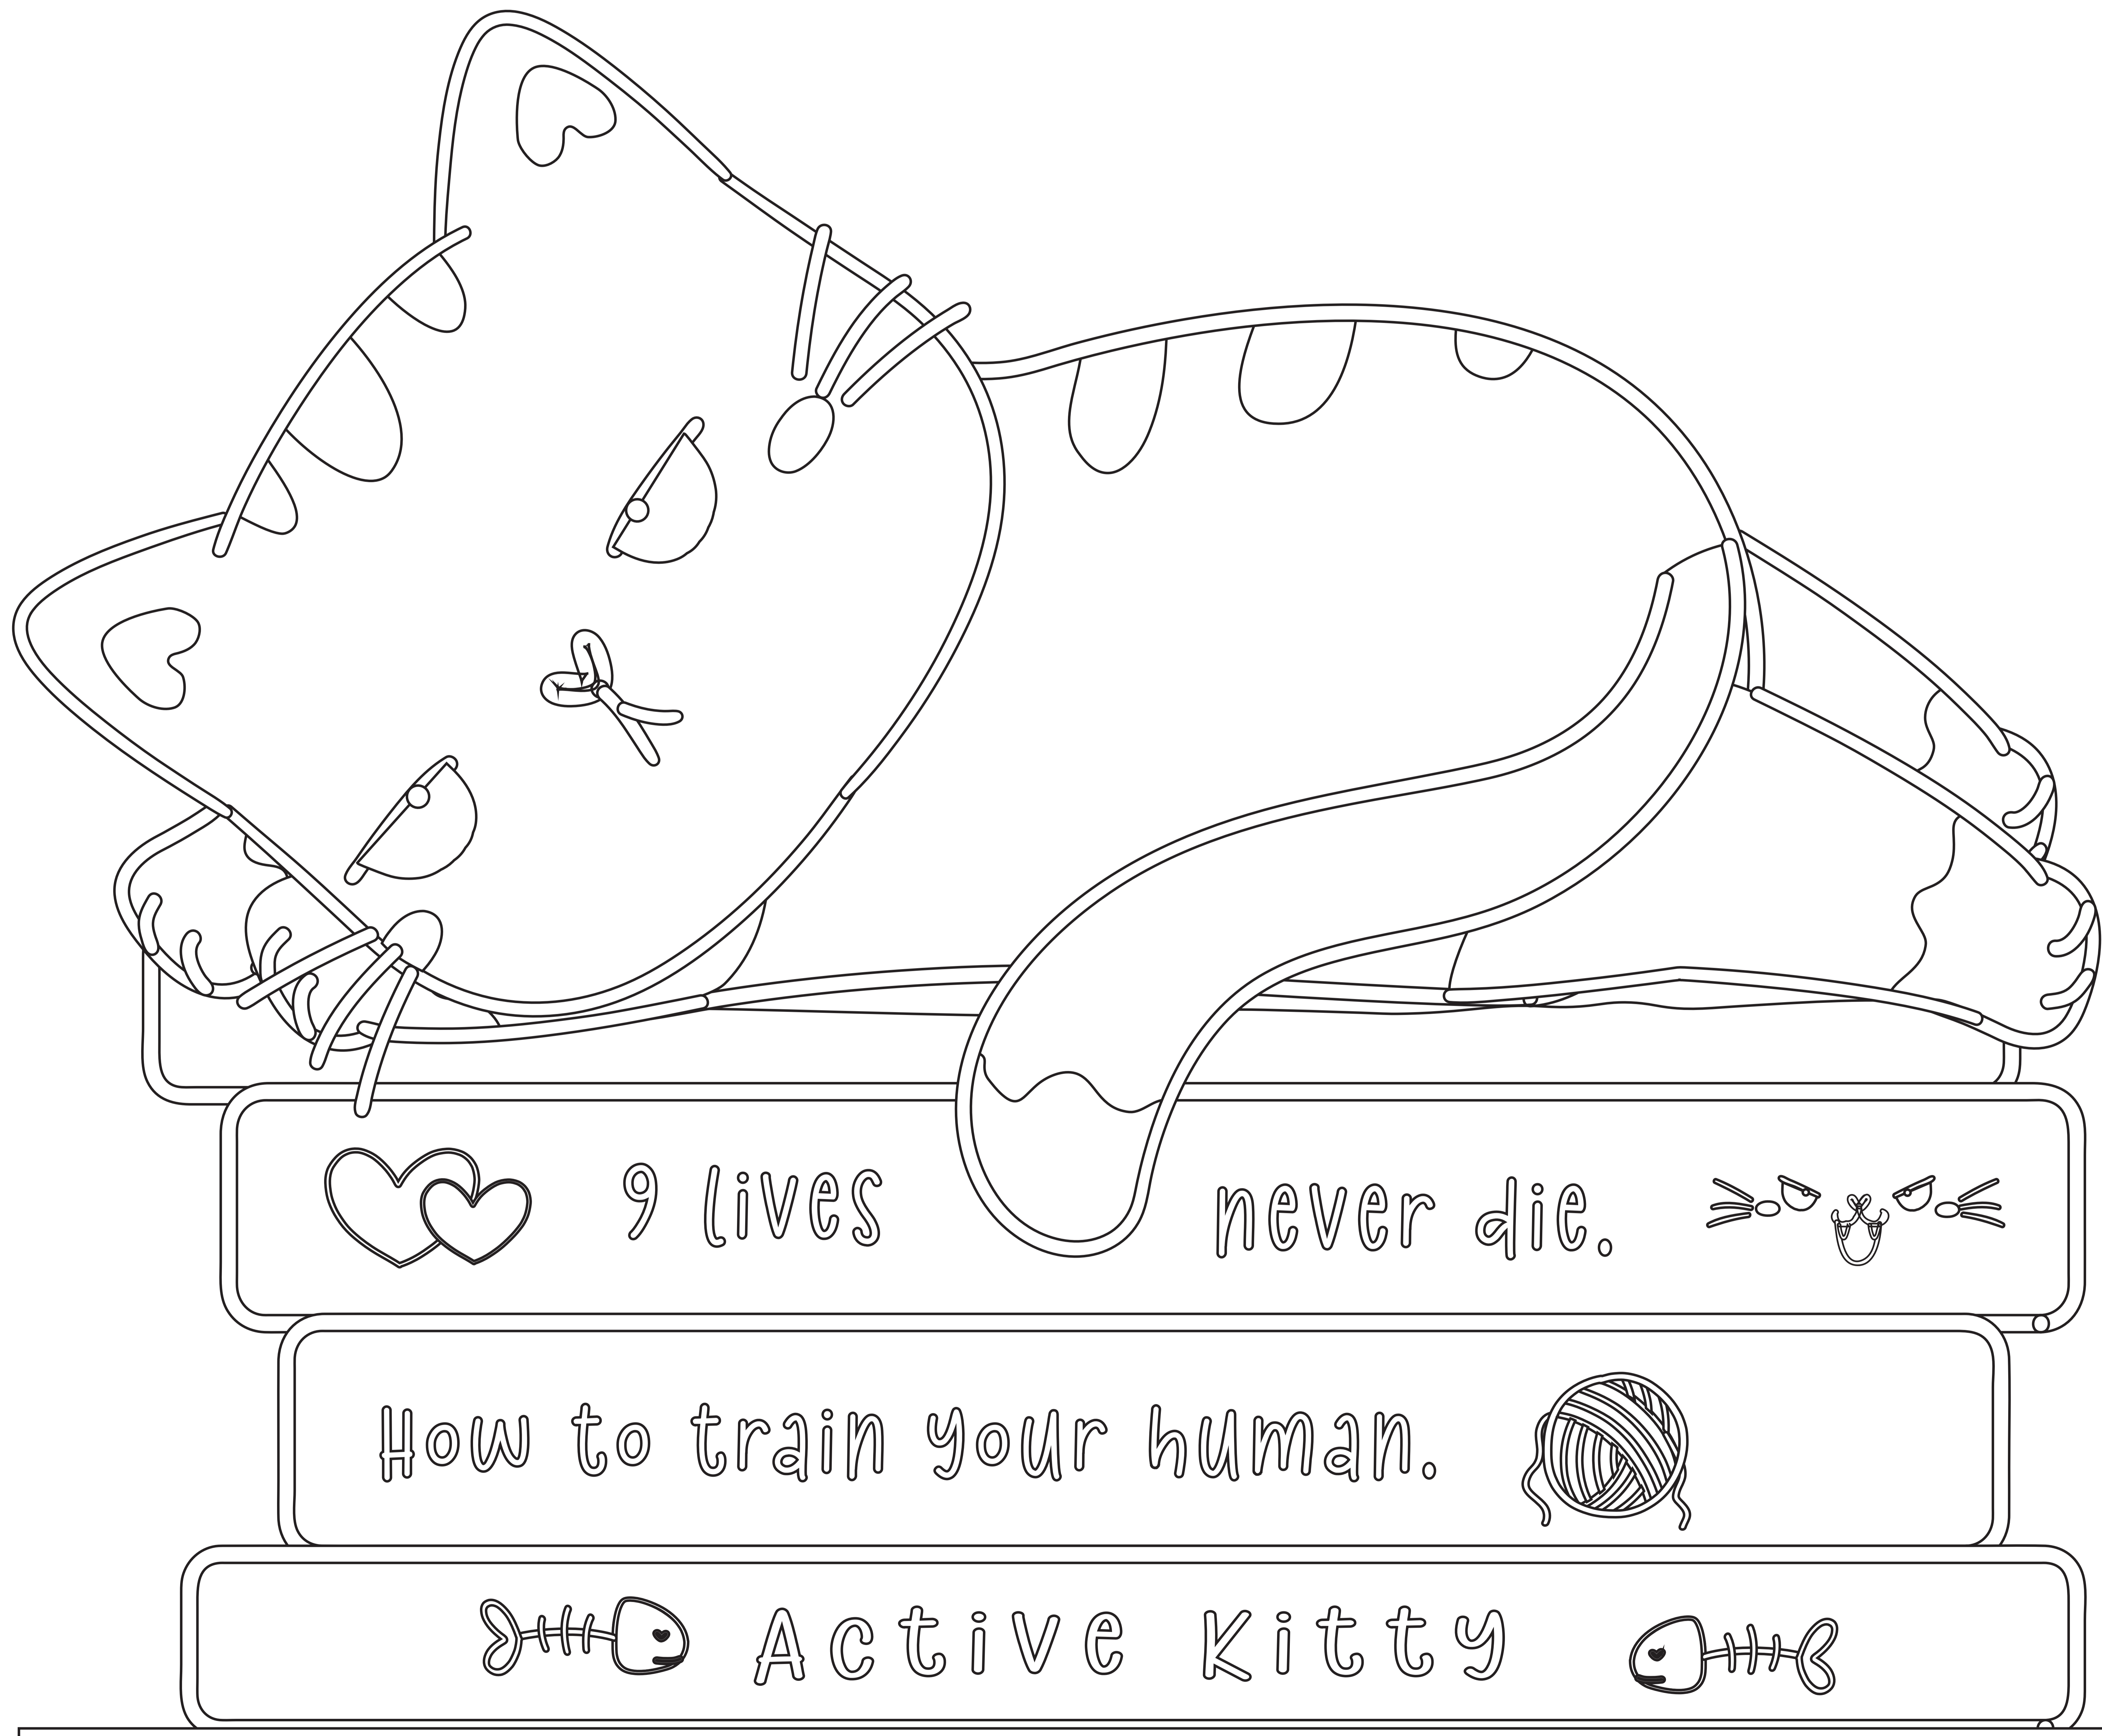 9 lives never die.
How to train your human.
Active Kitty